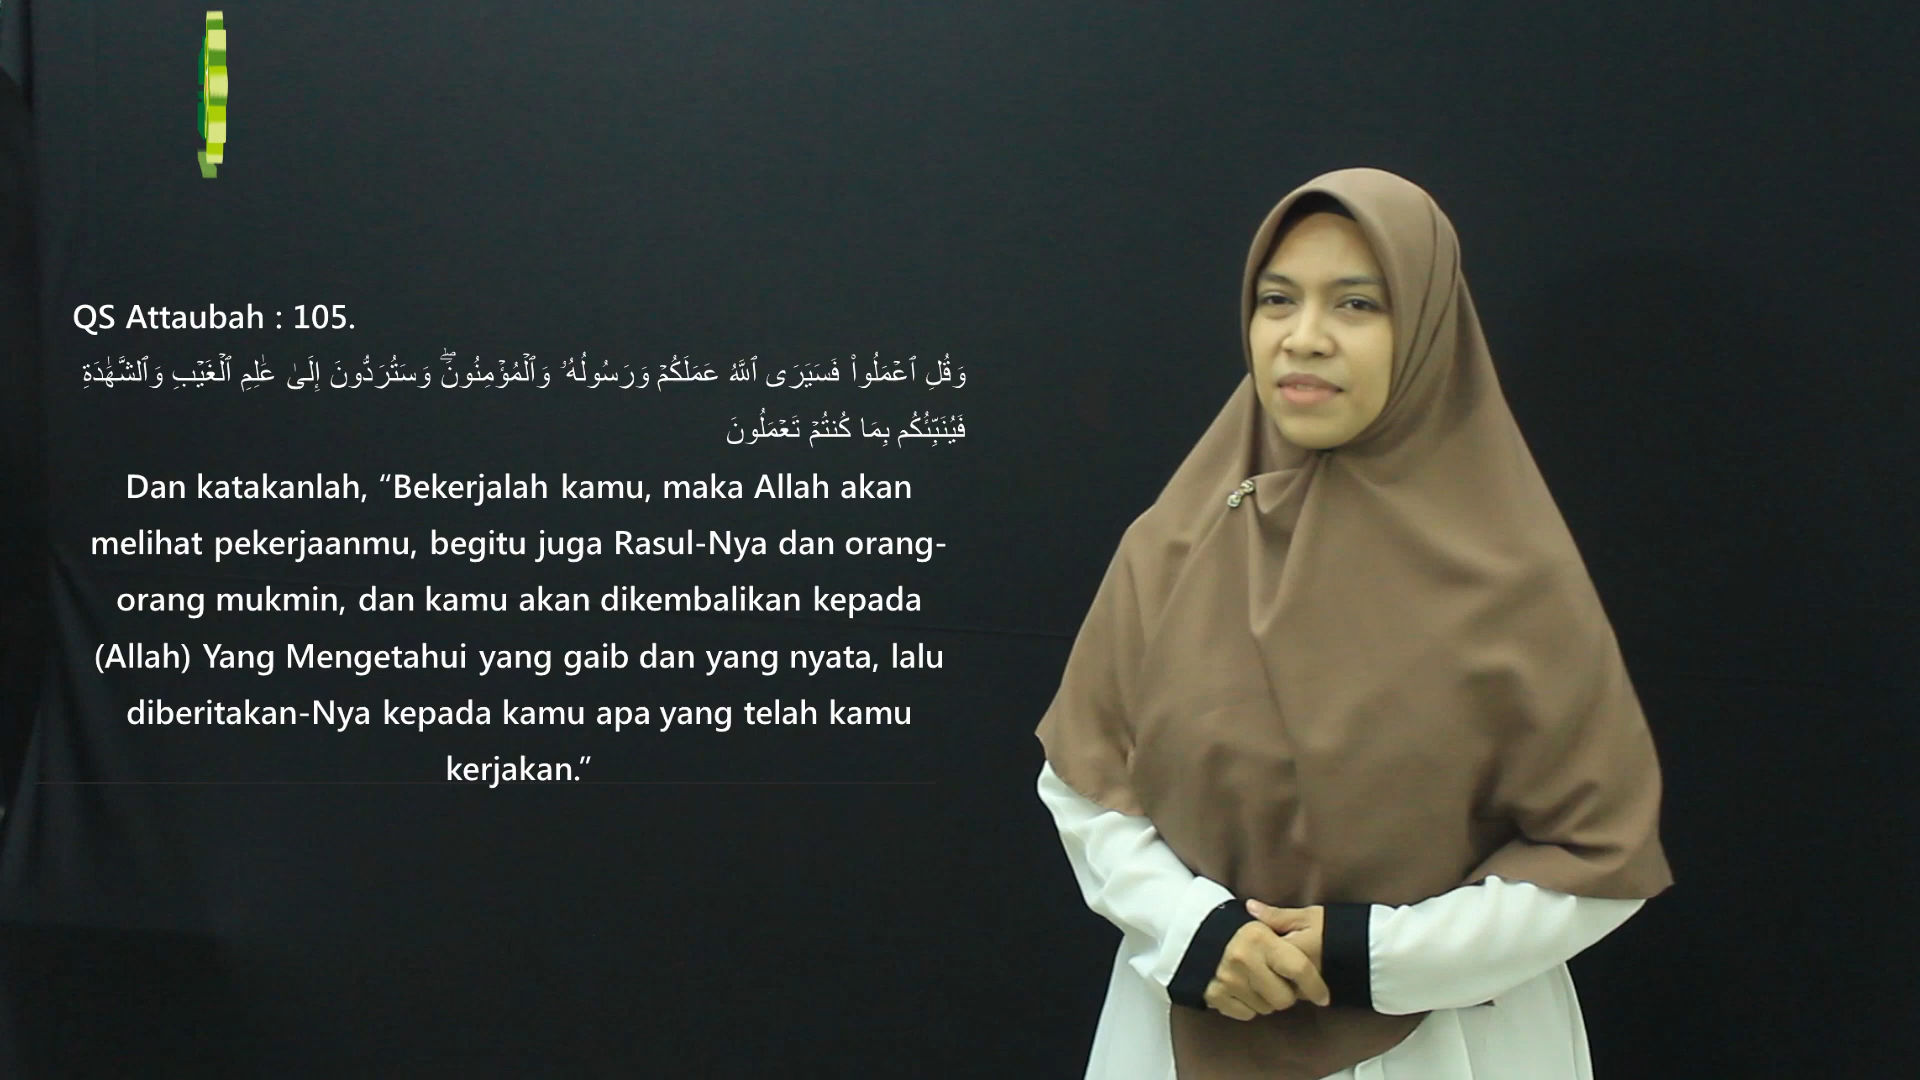 QS Attaubah : 105.
وَقُلِ ٱعۡمَلُواْ فَسَيَرَى ٱللَّهُ عَمَلَكُمۡ وَرَسُولُهُۥ وَٱلۡمُؤۡمِنُونَۖ وَسَتُرَدُّونَ إِلَىٰ عَٰلِمِ ٱلۡغَيۡبِ وَٱلشَّهَٰدَةِ
فَيُنَبِّئُكُم بِمَا كُنتُمۡ تَعۡمَلُونَ
Dan katakanlah, “Bekerjalah kamu, maka Allah akan
melihat pekerjaanmu, begitu juga Rasul-Nya dan orang-
orang mukmin, dan kamu akan dikembalikan kepada
(Allah) Yang Mengetahui yang gaib dan yang nyata, lalu
diberitakan-Nya kepada kamu apa yang telah kamu
kerjakan.”